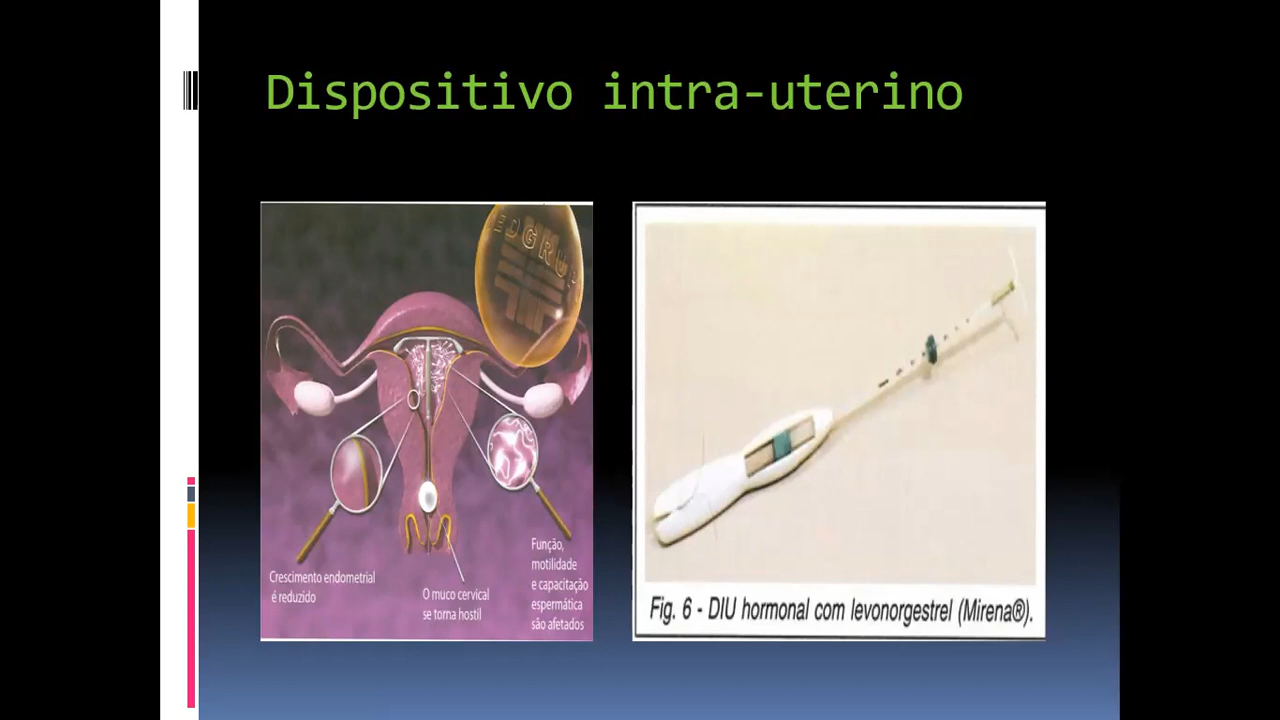 Dispositivo intra-uterino
EDGRU
Crescimento endometrial
é reduzido
O muco cervical
se torna hostil
Função,
motilidade
e capacitação
espermática
são afetados
Fig. 6 - DIU hormonal com levonorgestrel (Mirena®).